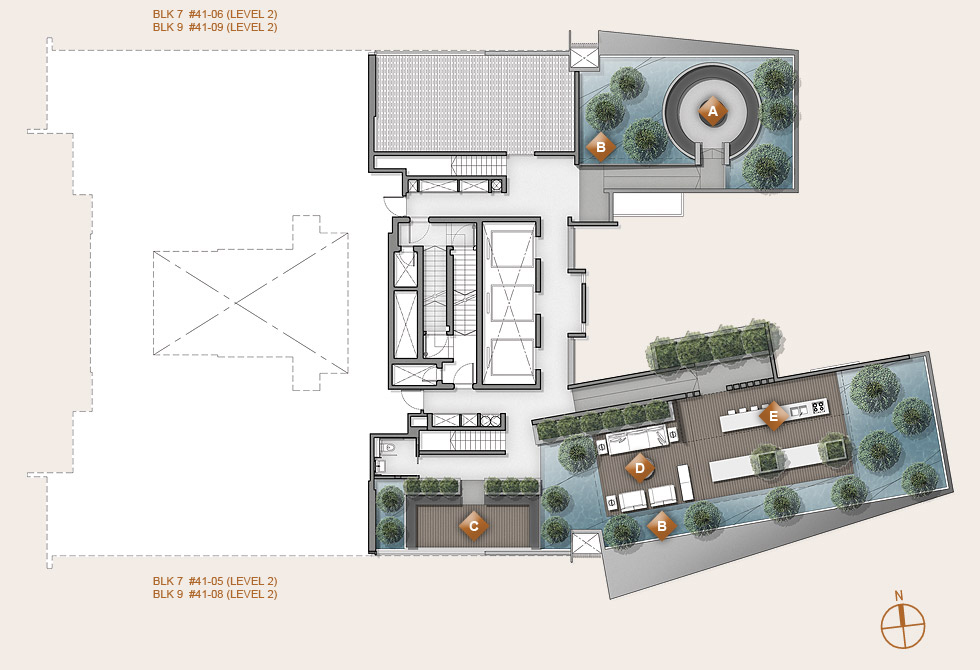 BLK 7 #41-06 (LEVEL 2)
BLK 9 #41-09 (LEVEL 2)
A
B
E
D
C
B
BLK 7 #41-05 (LEVEL 2)
BLK 9 #41-08 (LEVEL 2)
N